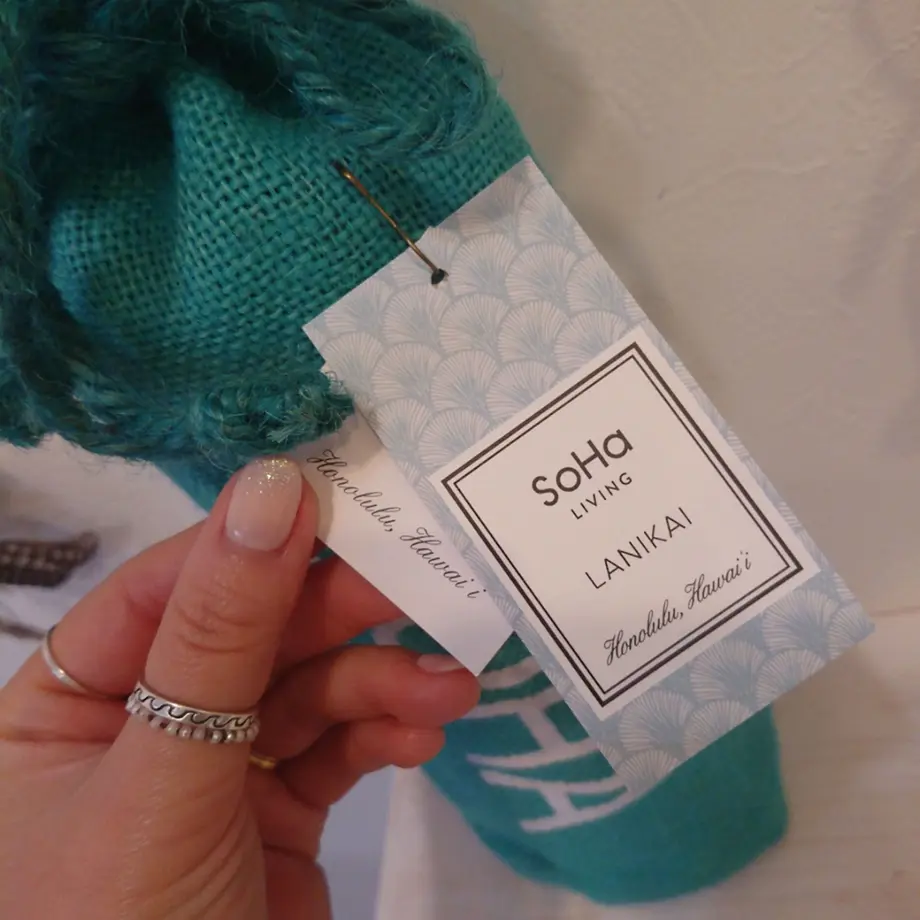 SoHa
LIVING
LANIKAI
Honolulu, Hawai'i
Honolulu, Hawai'i